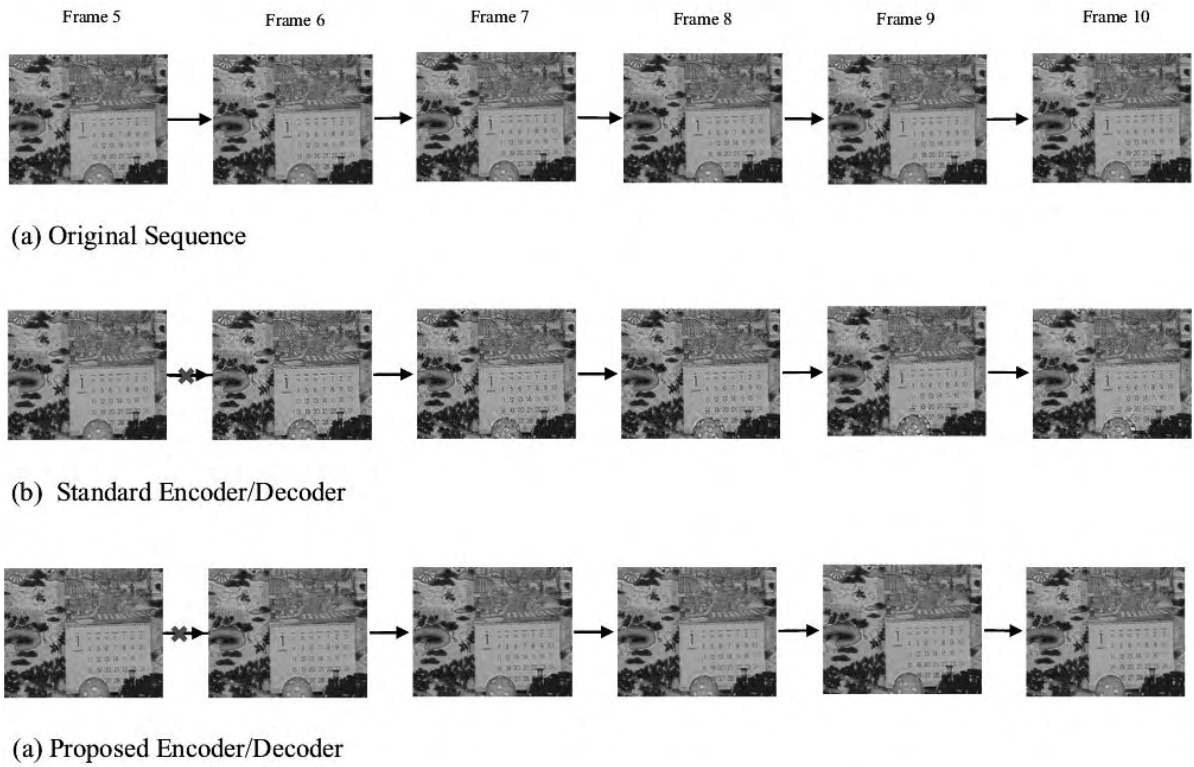 Frame 5 Frame 6 Frame 7 Frame 8 Frame 9 Frame 10
(a) Original Sequence
(b) Standard Encoder/Decoder
(a) Proposed Encoder/Decoder